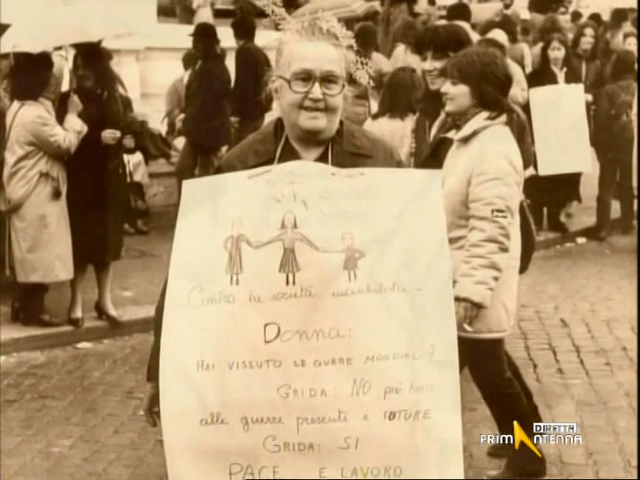 Contro la società
Donna:
HAI VISSUTO LE GUERRE MONDIALI?
GRIDA: NO più
alle guerre presenti e FUTURE
GRIDA: SI
PACE E LAVORO
DIRETTA
PRIMANTENNA